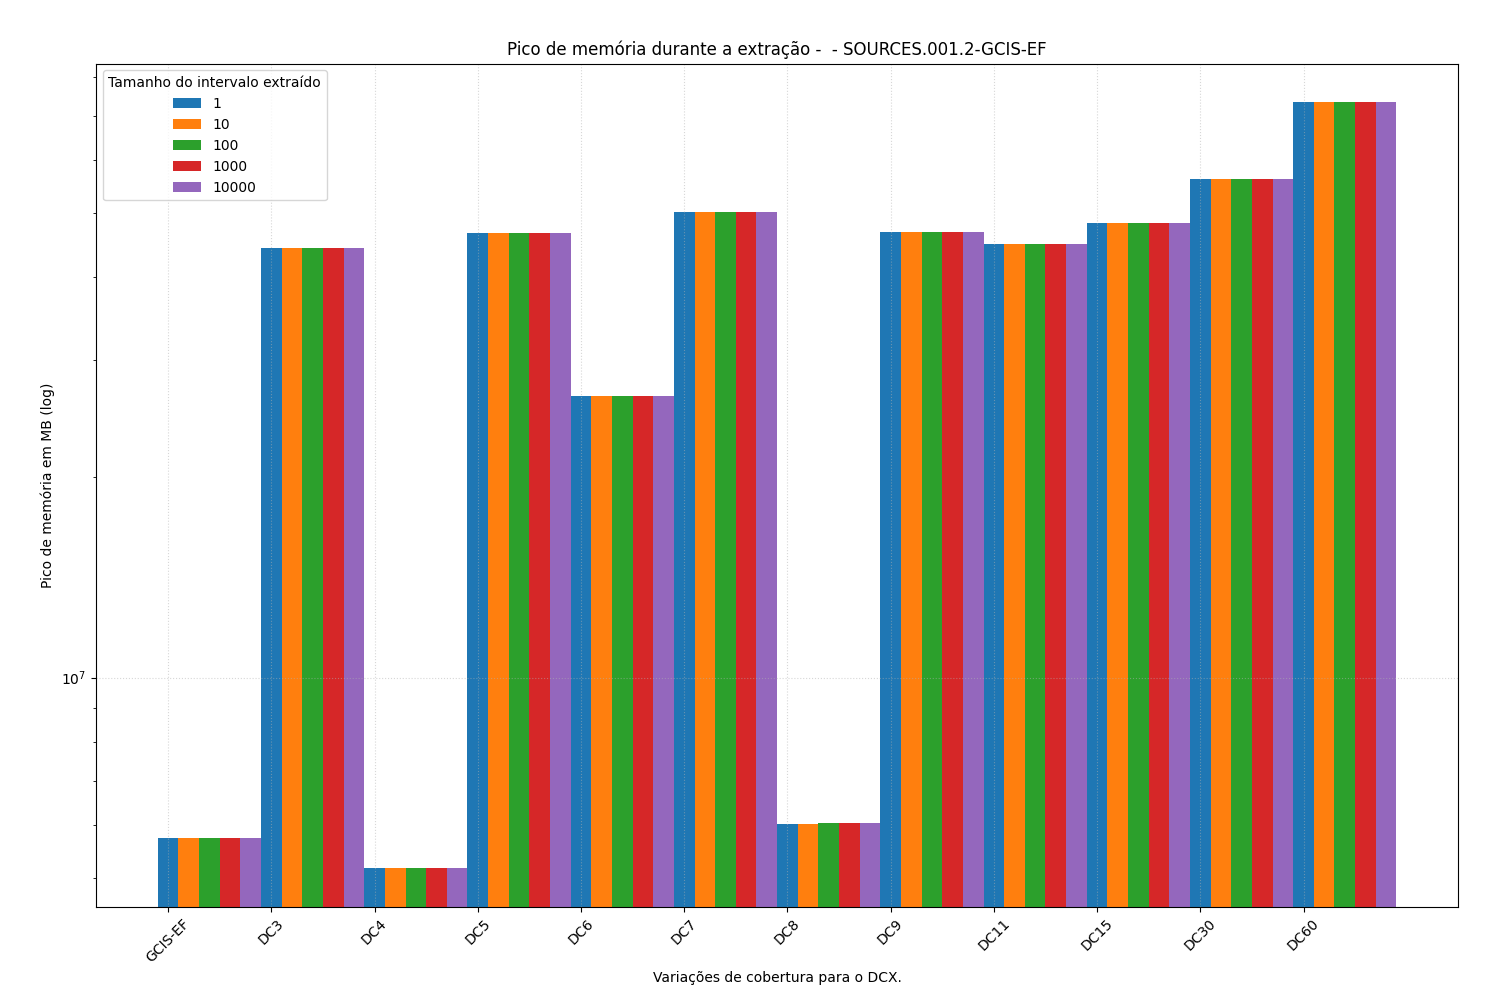 Pico de memória durante a extração -  - SOURCES.001.2-GCIS-EF
Tamanho do intervalo extraído
1
10
100
1000
10000
Pico de memória em MB (log)
10⁷
GCIS-EF
DC3
DC4
DC5
DC6
DC7
DC8
DC9
DC11
DC15
DC30
DC60
Variações de cobertura para o DCX.